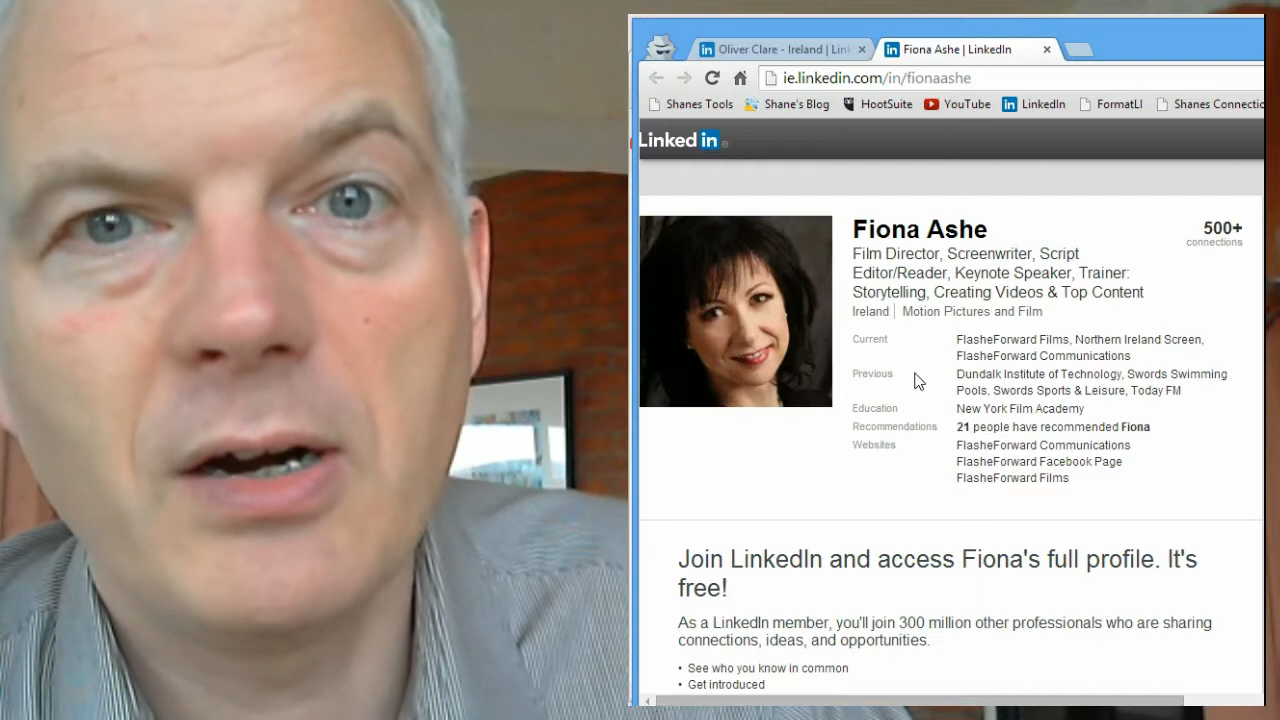 Oliver Clare - Ireland | Link
Fiona Ashe | LinkedIn
ie.linkedin.com/in/fionaashe
Shanes Tools
Shane's Blog
HootSuite
YouTube
LinkedIn
FormatLI
Shanes Connectio
Linked in
Fiona Ashe
500+
connections
Film Director, Screenwriter, Script
Editor/Reader, Keynote Speaker, Trainer:
Storytelling, Creating Videos & Top Content
Ireland | Motion Pictures and Film
Current FlasheForward Films, Northern Ireland Screen,
FlasheForward Communications
Previous Dundalk Institute of Technology, Swords Swimming
Pools, Swords Sports & Leisure, Today FM
Education New York Film Academy
Recommendations 21 people have recommended Fiona
Websites FlasheForward Communications
FlasheForward Facebook Page
FlasheForward Films
Join LinkedIn and access Fiona's full profile. It's
free!
As a LinkedIn member, you'll join 300 million other professionals who are sharing
connections, ideas, and opportunities.
• See who you know in common
• Get introduced